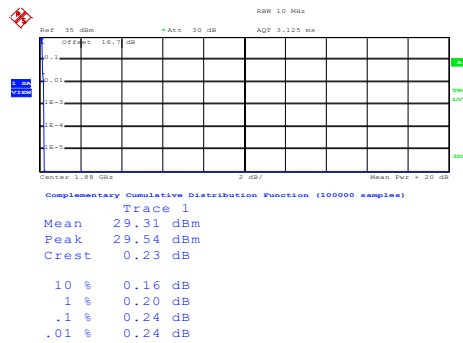 RBW 10 MHz
Ref 35 dBm *Att 30 dB AQT 3.125 ms
Offset 16.7 dB
0.1
A
1 SA
VIEW
0.01
1E-3
1E-4
1E-5
Center 1.88 GHz 2 dB/ Mean Pwr + 20 dB
Complementary Cumulative Distribution Function (100000 samples)
Trace 1
Mean 29.31 dBm
Peak 29.54 dBm
Crest 0.23 dB
10 % 0.16 dB
1 % 0.20 dB
.1 % 0.24 dB
.01 % 0.24 dB